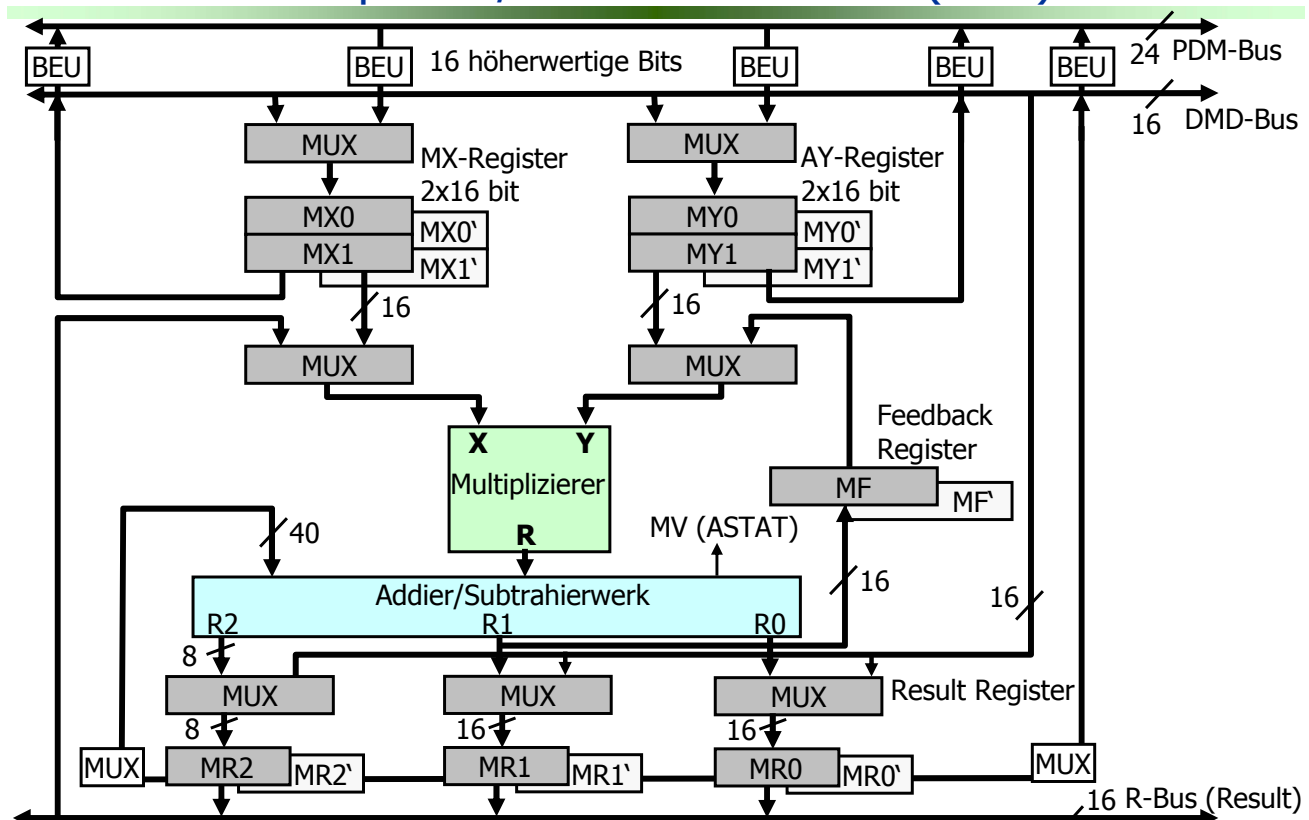 (
)
24 PDM-Bus
BEU
BEU
16 höherwertige Bits
BEU
BEU
BEU
16 DMD-Bus
MUX
MX-Register
2x16 bit
MUX
AY-Register
2x16 bit
MX0
MX0‘
MX1
MX1‘
MY0
MY0‘
MY1
MY1‘
16
16
MUX
MUX
X
Y
Multiplizierer
R
Feedback
Register
MF
MF‘
40
MV (ASTAT)
16
16
Addier/Subtrahierwerk
R2
R1
R0
8
MUX
MUX
MUX
Result Register
8
16
16
MUX
MR2
MR2‘
MR1
MR1‘
MR0
MR0‘
MUX
16 R-Bus (Result)